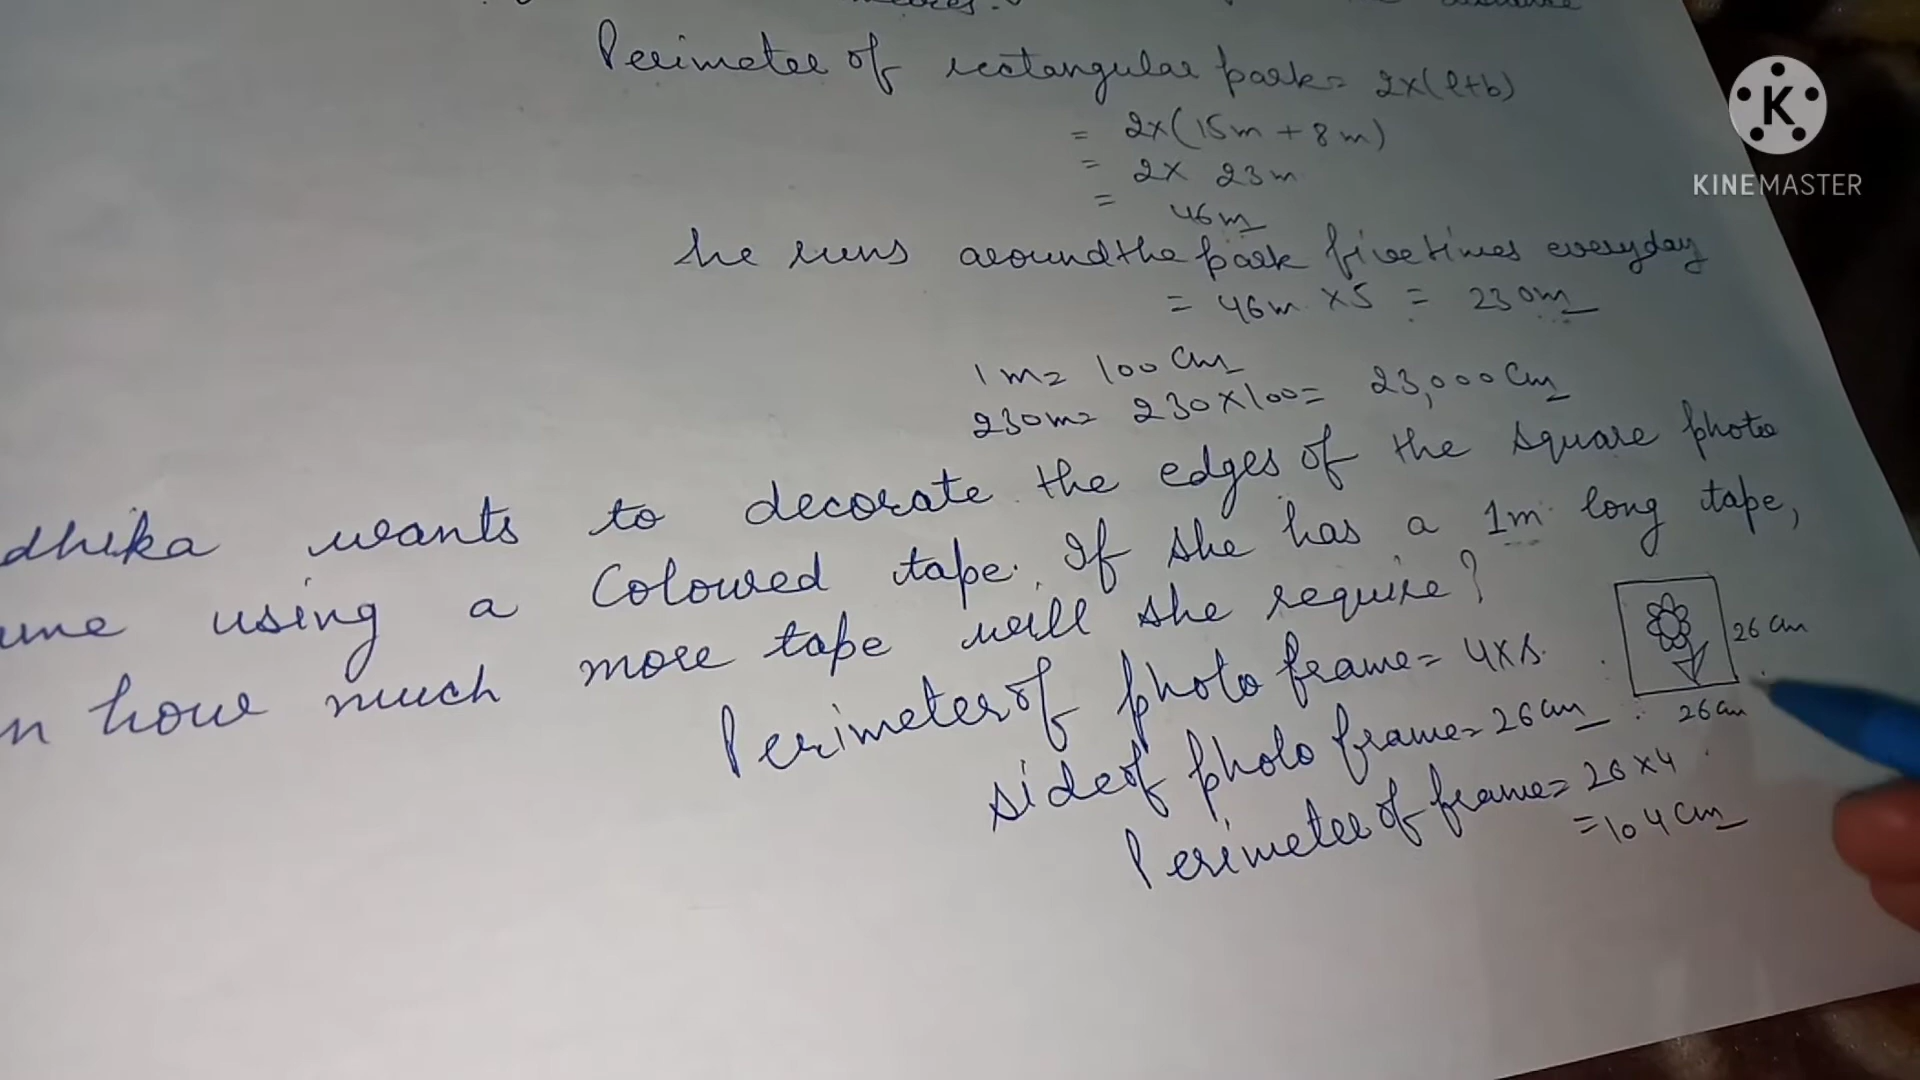 Perimeter of rectangular park = 2x(l+b)
= 2x(15m + 8m)
= 2x 23m
= 46m
he runs around the park five times everyday
= 46m x5 = 230m
1m = 100 cm
230m = 230x100 = 23,000 cm
dhika wants to decorate the edges of the square photo
ame using a coloured tape. If she has a 1m long tape,
n how much more tape will she require?
Perimeter of photo frame = 4xs
side of photo frame = 26 cm
Perimeter of frame = 26 x4
= 104 cm
26 cm
26 cm
K
KINEMASTER